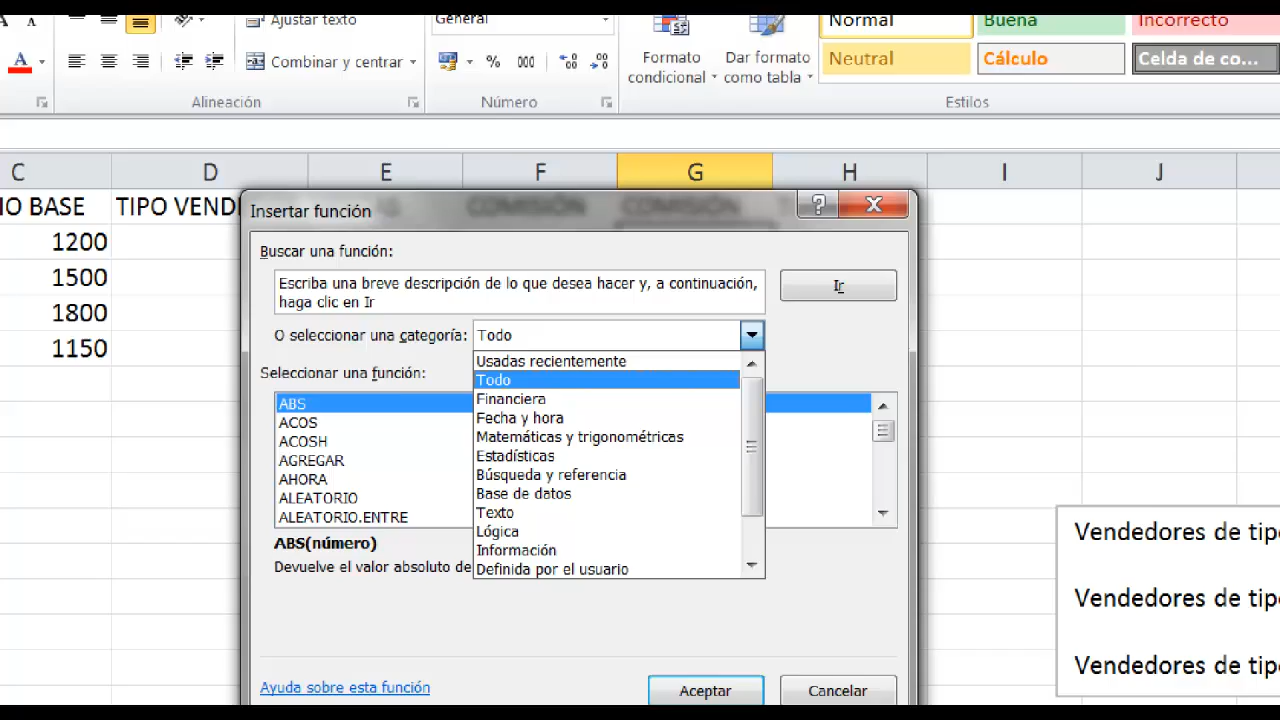 A A
Ajustar texto
General
Normal
Buena
Incorrecto
A
Combinar y centrar
%
000
Formato
condicional
Dar formato
como tabla
Neutral
Cálculo
Celda de co...
Alineación
Número
Estilos
C D E F G H I J
IO BASE
TIPO VEND
COMISIÓN
COMISIÓN
1200
1500
1800
1150
Insertar función
Buscar una función:
Escriba una breve descripción de lo que desea hacer y, a continuación,
haga clic en Ir
Ir
O seleccionar una categoría:
Todo
Usadas recientemente
Todo
Financiera
Fecha y hora
Matemáticas y trigonométricas
Estadísticas
Búsqueda y referencia
Base de datos
Texto
Lógica
Información
Definida por el usuario
Seleccionar una función:
ABS
ACOS
ACOSH
AGREGAR
AHORA
ALEATORIO
ALEATORIO.ENTRE
ABS(número)
Devuelve el valor absoluto de
Ayuda sobre esta función
Aceptar
Cancelar
Vendedores de tipo
Vendedores de tipo
Vendedores de tipo